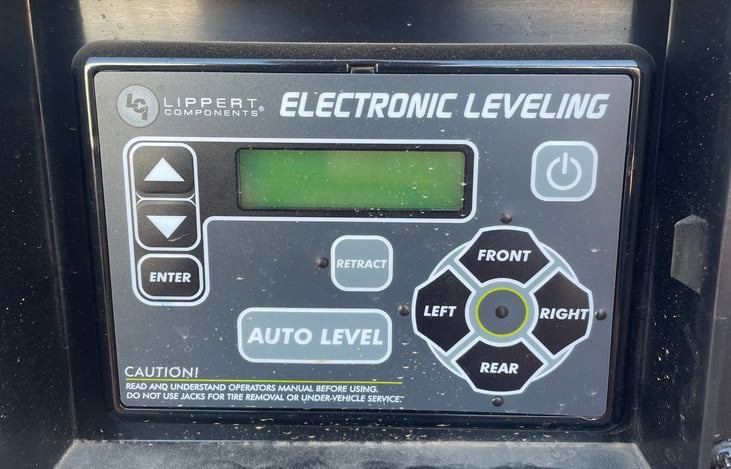 LCI LIPPERT COMPONENTS® ELECTRONIC LEVELING
ENTER
RETRACT
AUTO LEVEL
FRONT
LEFT
RIGHT
REAR
CAUTION!
READ AND UNDERSTAND OPERATORS MANUAL BEFORE USING.
DO NOT USE JACKS FOR TIRE REMOVAL OR UNDER-VEHICLE SERVICE.